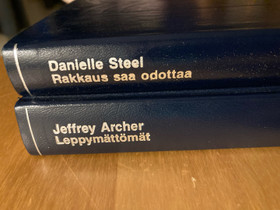 Danielle Steel
Rakkaus saa odottaa
Jeffrey Archer
Leppymättömät